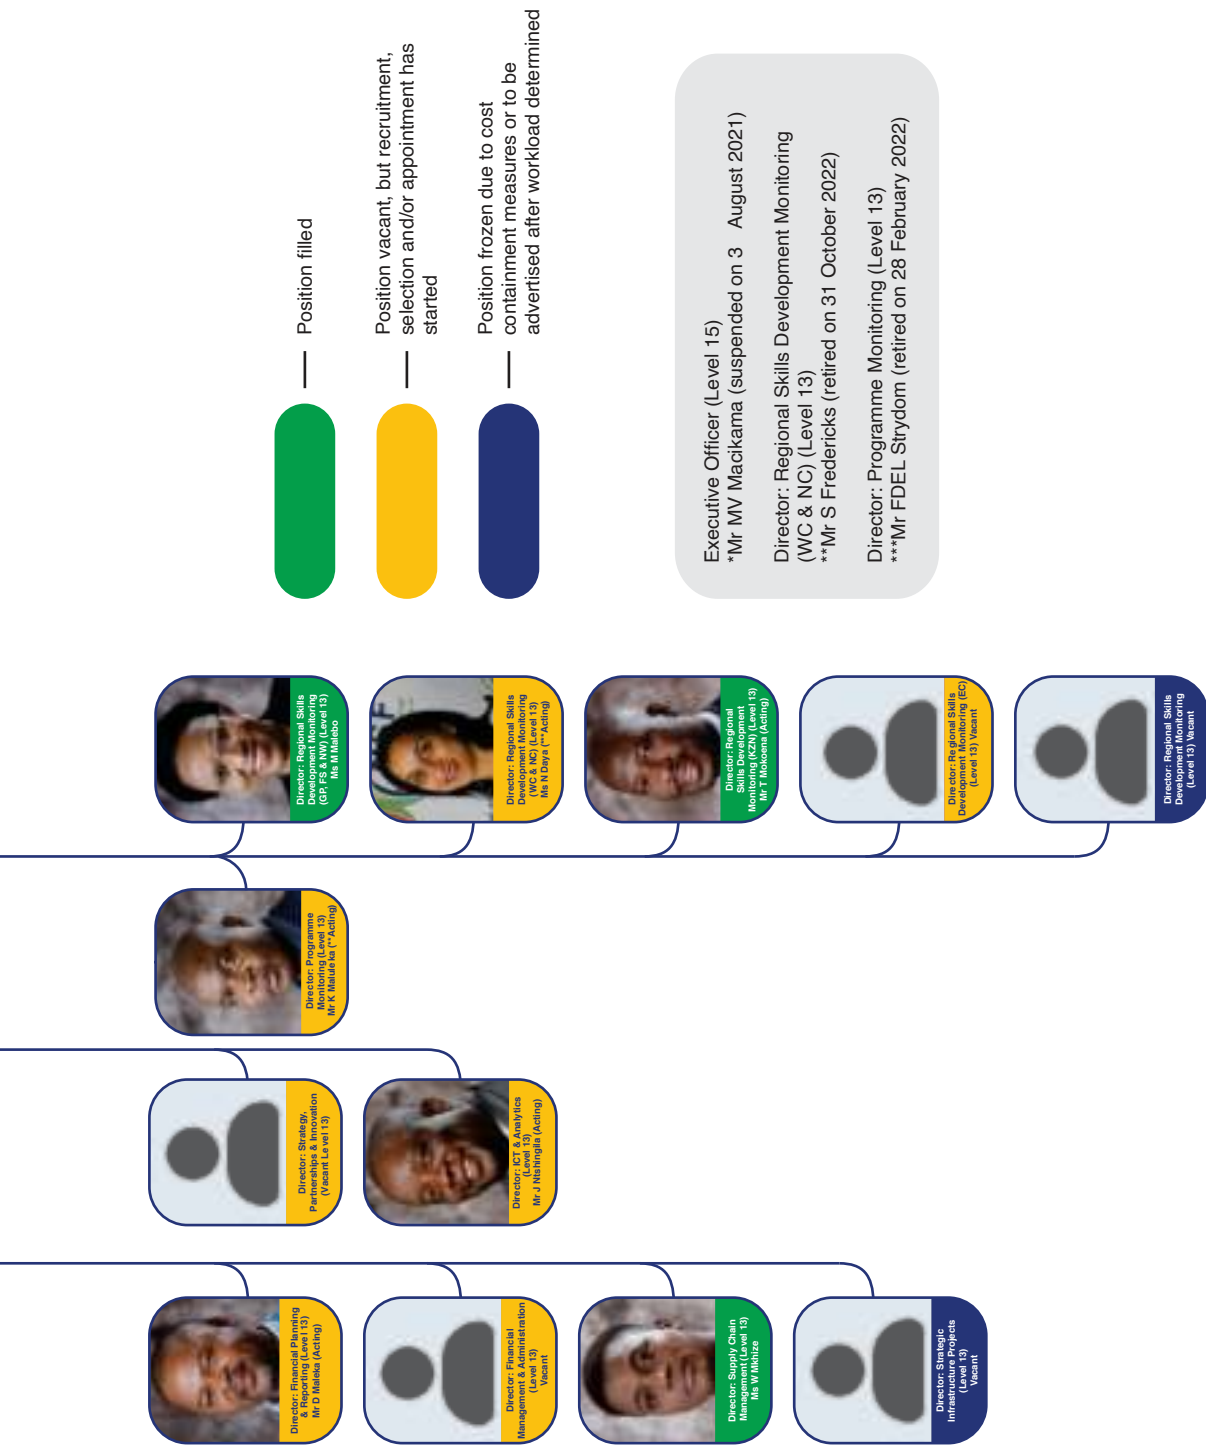 Director: Financial Planning
& Reporting (Level 13)
Mr D Maleka (Acting)
Director: Financial
Management & Administration
(Level 13)
Vacant
Director: Supply Chain
Management (Level 13)
Ms W Mkhize
Director: Strategic
Infrastructure Projects
(Level 13)
Vacant
Director: Strategy,
Partnerships & Innovation
(Vacant Level 13)
Director: ICT & Analytics
(Level 13)
Mr J Ntshingila (Acting)
Director: Programme
Monitoring (Level 13)
Mr K Maluleka (**Acting)
Director: Regional Skills
Development Monitoring
(GP, FS & NW) (Level 13)
Ms M Malebo
Director: Regional Skills
Development Monitoring
(WC & NC) (Level 13)
Ms N Daya (***Acting)
Director: Regional
Skills Development
Monitoring (KZN) (Level 13)
Mr T Mokoena (Acting)
Director: Regional Skills
Development Monitoring (EC)
(Level 13) Vacant
Director: Regional Skills
Development Monitoring
(Level 13) Vacant
Position filled
Position vacant, but recruitment,
selection and/or appointment has
started
Position frozen due to cost
containment measures or to be
advertised after workload determined
Executive Officer (Level 15)
*Mr MV Macikama (suspended on 3 August 2021)
Director: Regional Skills Development Monitoring
(WC & NC) (Level 13)
**Mr S Fredericks (retired on 31 October 2022)
Director: Programme Monitoring (Level 13)
***Mr FDEL Strydom (retired on 28 February 2022)